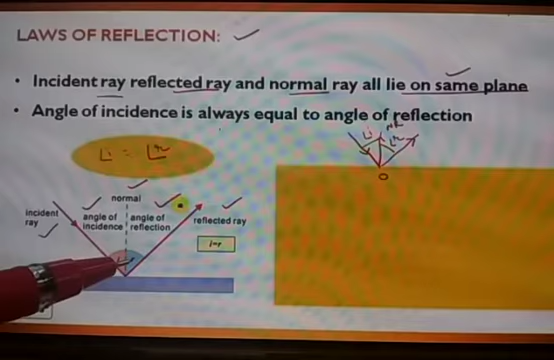 LAWS OF REFLECTION:
• Incident ray reflected ray and normal ray all lie on same plane
• Angle of incidence is always equal to angle of reflection
∠i = ∠r
NR
∠i
∠r
O
normal
incident
ray
angle of
incidence
angle of
reflection
reflected ray
i=r